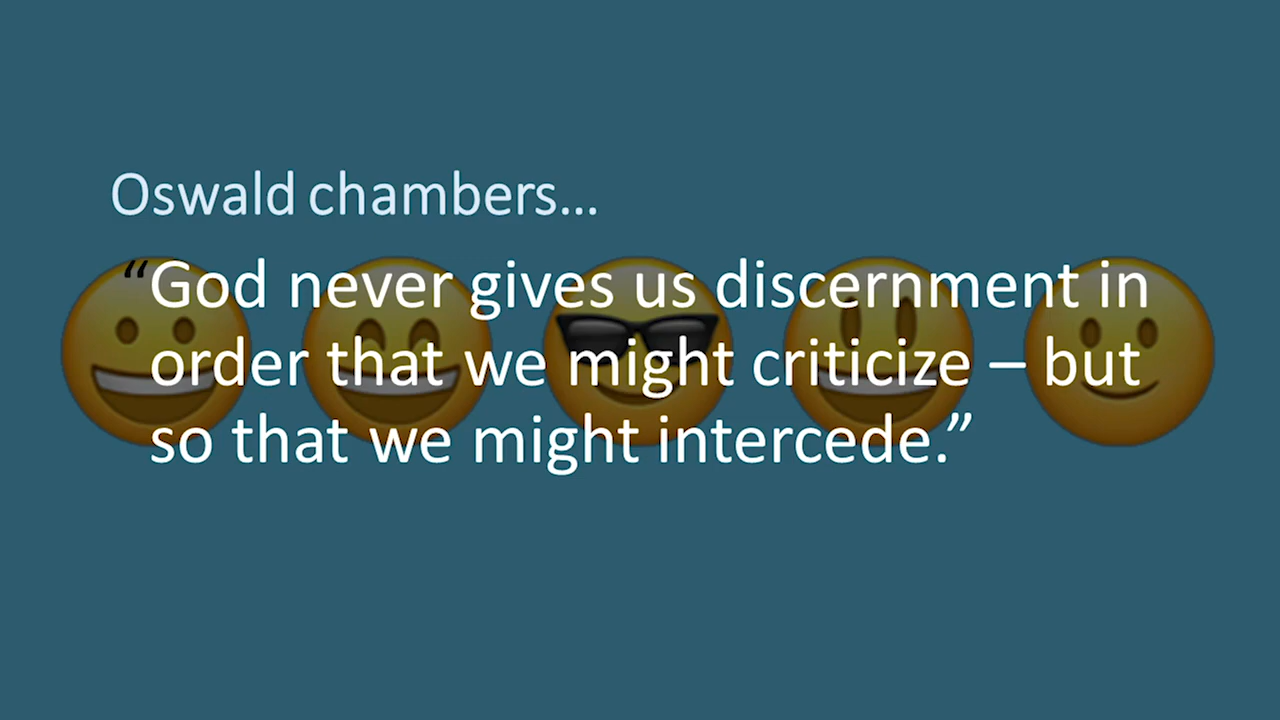 Oswald chambers...
“God never gives us discernment in
order that we might criticize – but
so that we might intercede.”